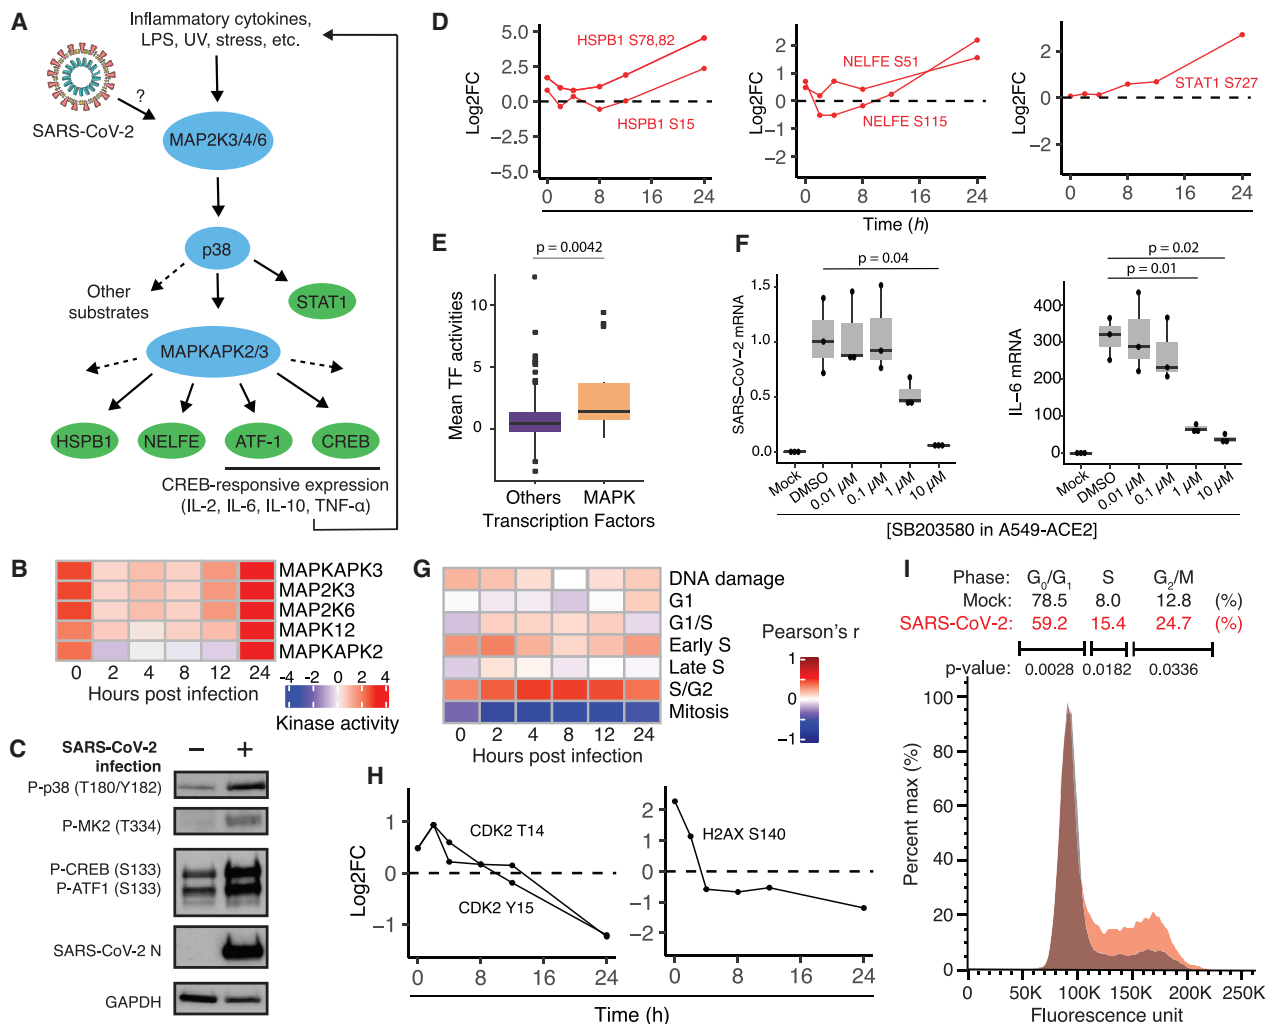 A
Inflammatory cytokines,
LPS, UV, stress, etc.
?
SARS-CoV-2
MAP2K3/4/6
p38
Other
substrates
STAT1
MAPKAPK2/3
HSPB1 NELFE ATF-1 CREB
CREB-responsive expression
(IL-2, IL-6, IL-10, TNF-α)
B
MAPKAPK3
MAP2K3
MAP2K6
MAPK12
MAPKAPK2
0 2 4 8 12 24
Hours post infection
−4 −2 0 2 4
Kinase activity
C
SARS-CoV-2
infection
− +
P-p38 (T180/Y182)
P-MK2 (T334)
P-CREB (S133)
P-ATF1 (S133)
SARS-CoV-2 N
GAPDH
D
Log2FC
5.0
2.5
0.0
−2.5
−5.0
HSPB1 S78,82
HSPB1 S15
0 8 16 24
Log2FC
2
1
0
−1
−2
NELFE S51
NELFE S115
0 8 16 24
Log2FC
2
0
−2
STAT1 S727
0 8 16 24
Time (h)
E
p = 0.0042
Mean TF activities
10
5
0
Others MAPK
Transcription Factors
F
p = 0.04
SARS−CoV−2 mRNA
1.5
1.0
0.5
0.0
Mock DMSO 0.01 µM 0.1 µM 1 µM 10 µM
p = 0.02
p = 0.01
IL−6 mRNA
400
300
200
100
0
Mock DMSO 0.01 µM 0.1 µM 1 µM 10 µM
[SB203580 in A549-ACE2]
G
DNA damage
G1
G1/S
Early S
Late S
S/G2
Mitosis
0 2 4 8 12 24
Hours post infection
Pearson's r
1
0
−1
H
Log2FC
1
0
−1
CDK2 T14
CDK2 Y15
0 8 16 24
2
1
0
−1
−2
H2AX S140
0 8 16 24
Time (h)
I
Phase: G0/G1 S G2/M
Mock: 78.5 8.0 12.8 (%)
SARS-CoV-2: 59.2 15.4 24.7 (%)
p-value: 0.0028 0.0182 0.0336
Percent max (%)
100
80
60
40
20
0
0 50K 100K 150K 200K 250K
Fluorescence unit